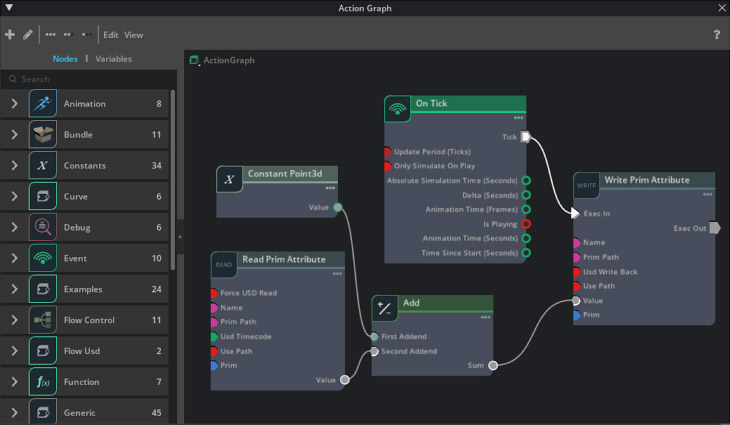 Action Graph
Edit View
?
Nodes | Variables
Search
Animation 8
Bundle 11
X Constants 34
Curve 6
Debug 6
Event 10
Examples 24
Flow Control 11
Flow Usd 2
f(x) Function 7
Generic 45
ActionGraph
On Tick
Tick
Update Period (Ticks)
Only Simulate On Play
Absolute Simulation Time (Seconds)
Delta (Seconds)
Animation Time (Frames)
Is Playing
Animation Time (Seconds)
Time Since Start (Seconds)
X Constant Point3d
Value
READ Read Prim Attribute
Force USD Read
Name
Prim Path
Usd Timecode
Use Path
Prim
Value
Add
First Addend
Second Addend
Sum
WRITE Write Prim Attribute
Exec In
Exec Out
Name
Prim Path
Usd Write Back
Use Path
Value
Prim